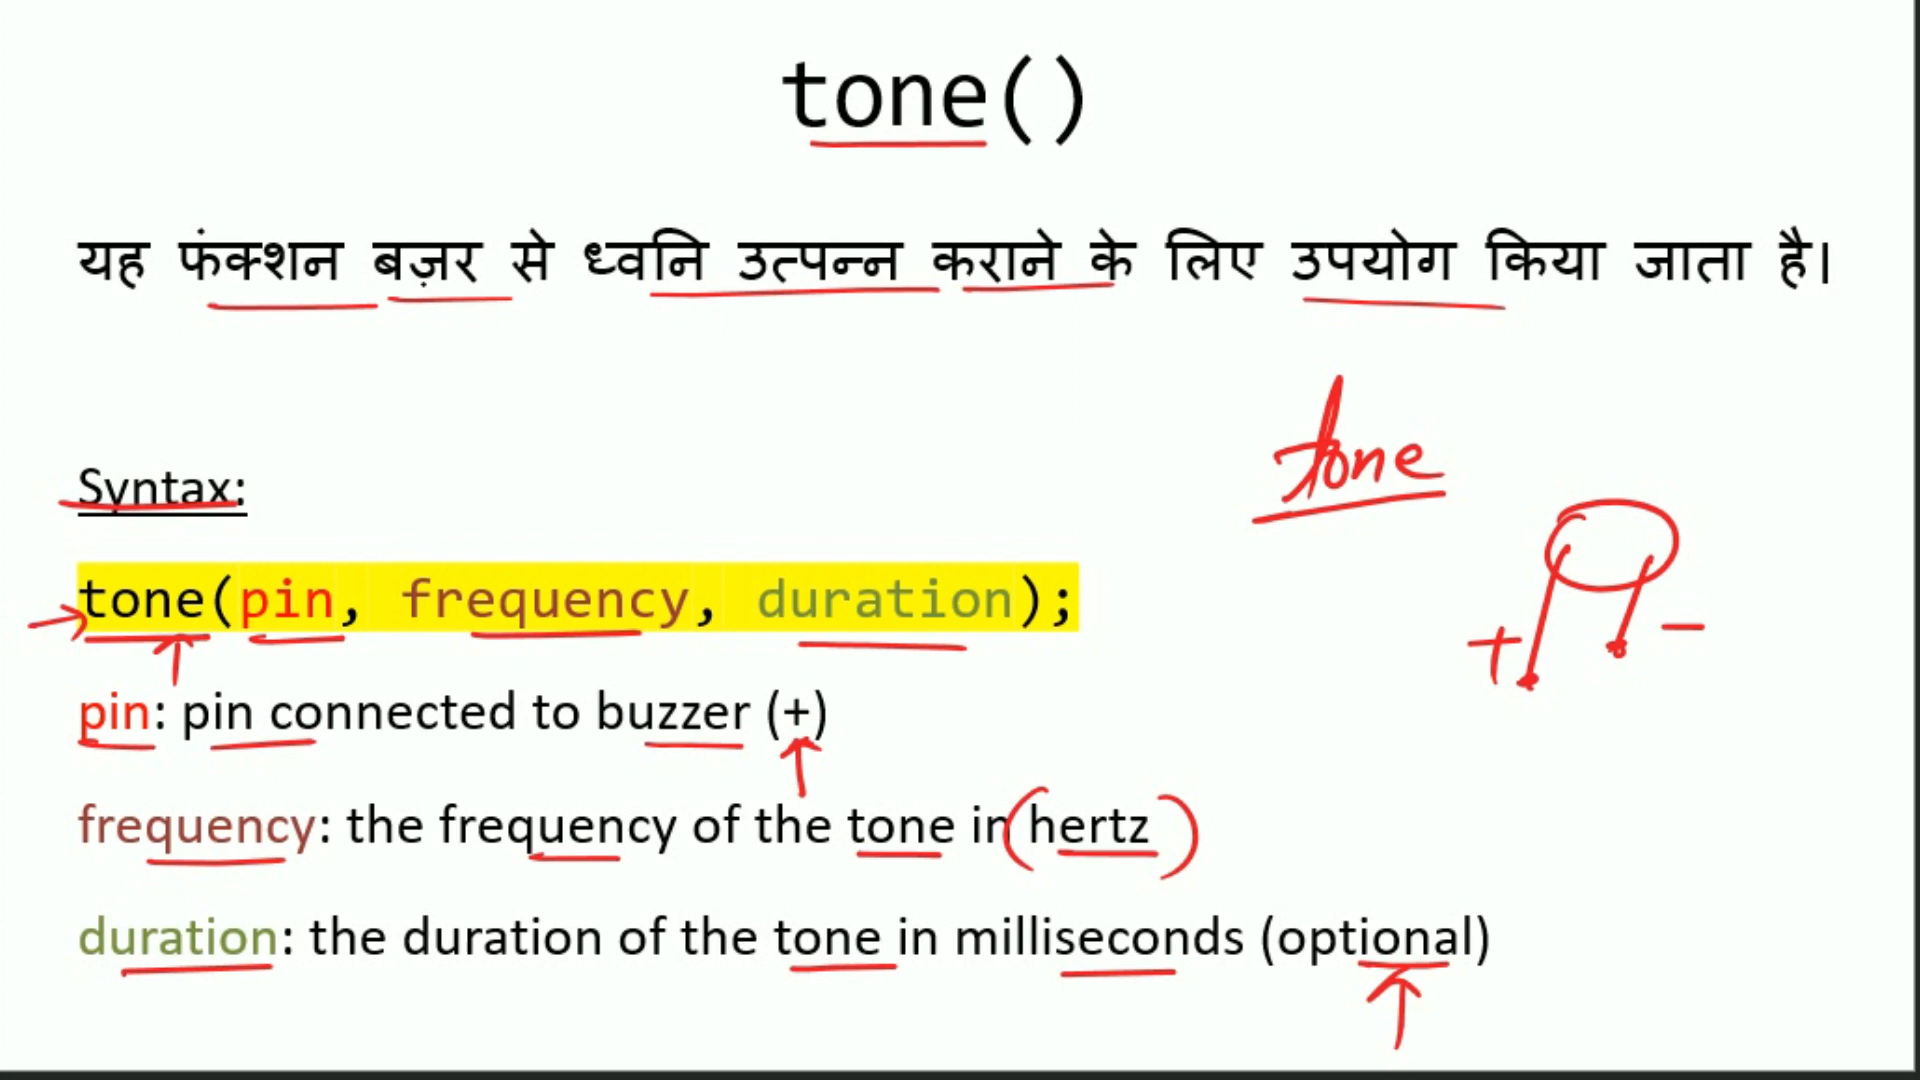 tone()
यह फंक्शन बज़र से ध्वनि उत्पन्न कराने के लिए उपयोग किया जाता है।
tone
Syntax:
tone(pin, frequency, duration);
+ −
pin: pin connected to buzzer (+)
frequency: the frequency of the tone in hertz
duration: the duration of the tone in milliseconds (optional)